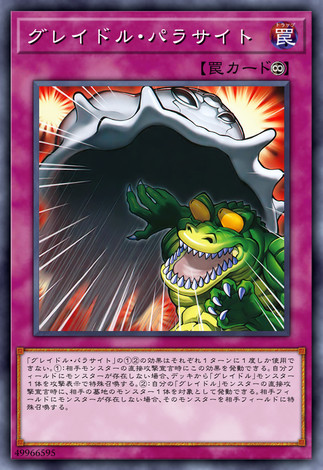 グレイドル・パラサイト
トラップ
罠
【罠カード∞】
「グレイドル・パラサイト」の①②の効果はそれぞれ１ターンに１度しか使用で
きない。①：相手モンスターの直接攻撃宣言時にこの効果を発動できる。自分フ
ィールドにモンスターが存在しない場合、デッキから「グレイドル」モンスター
１体を攻撃表示で特殊召喚する。②：自分の「グレイドル」モンスターの直接攻
撃宣言時に、相手の墓地のモンスター１体を対象として発動できる。相手フィー
ルドにモンスターが存在しない場合、そのモンスターを相手フィールドに特
殊召喚する。
49966595